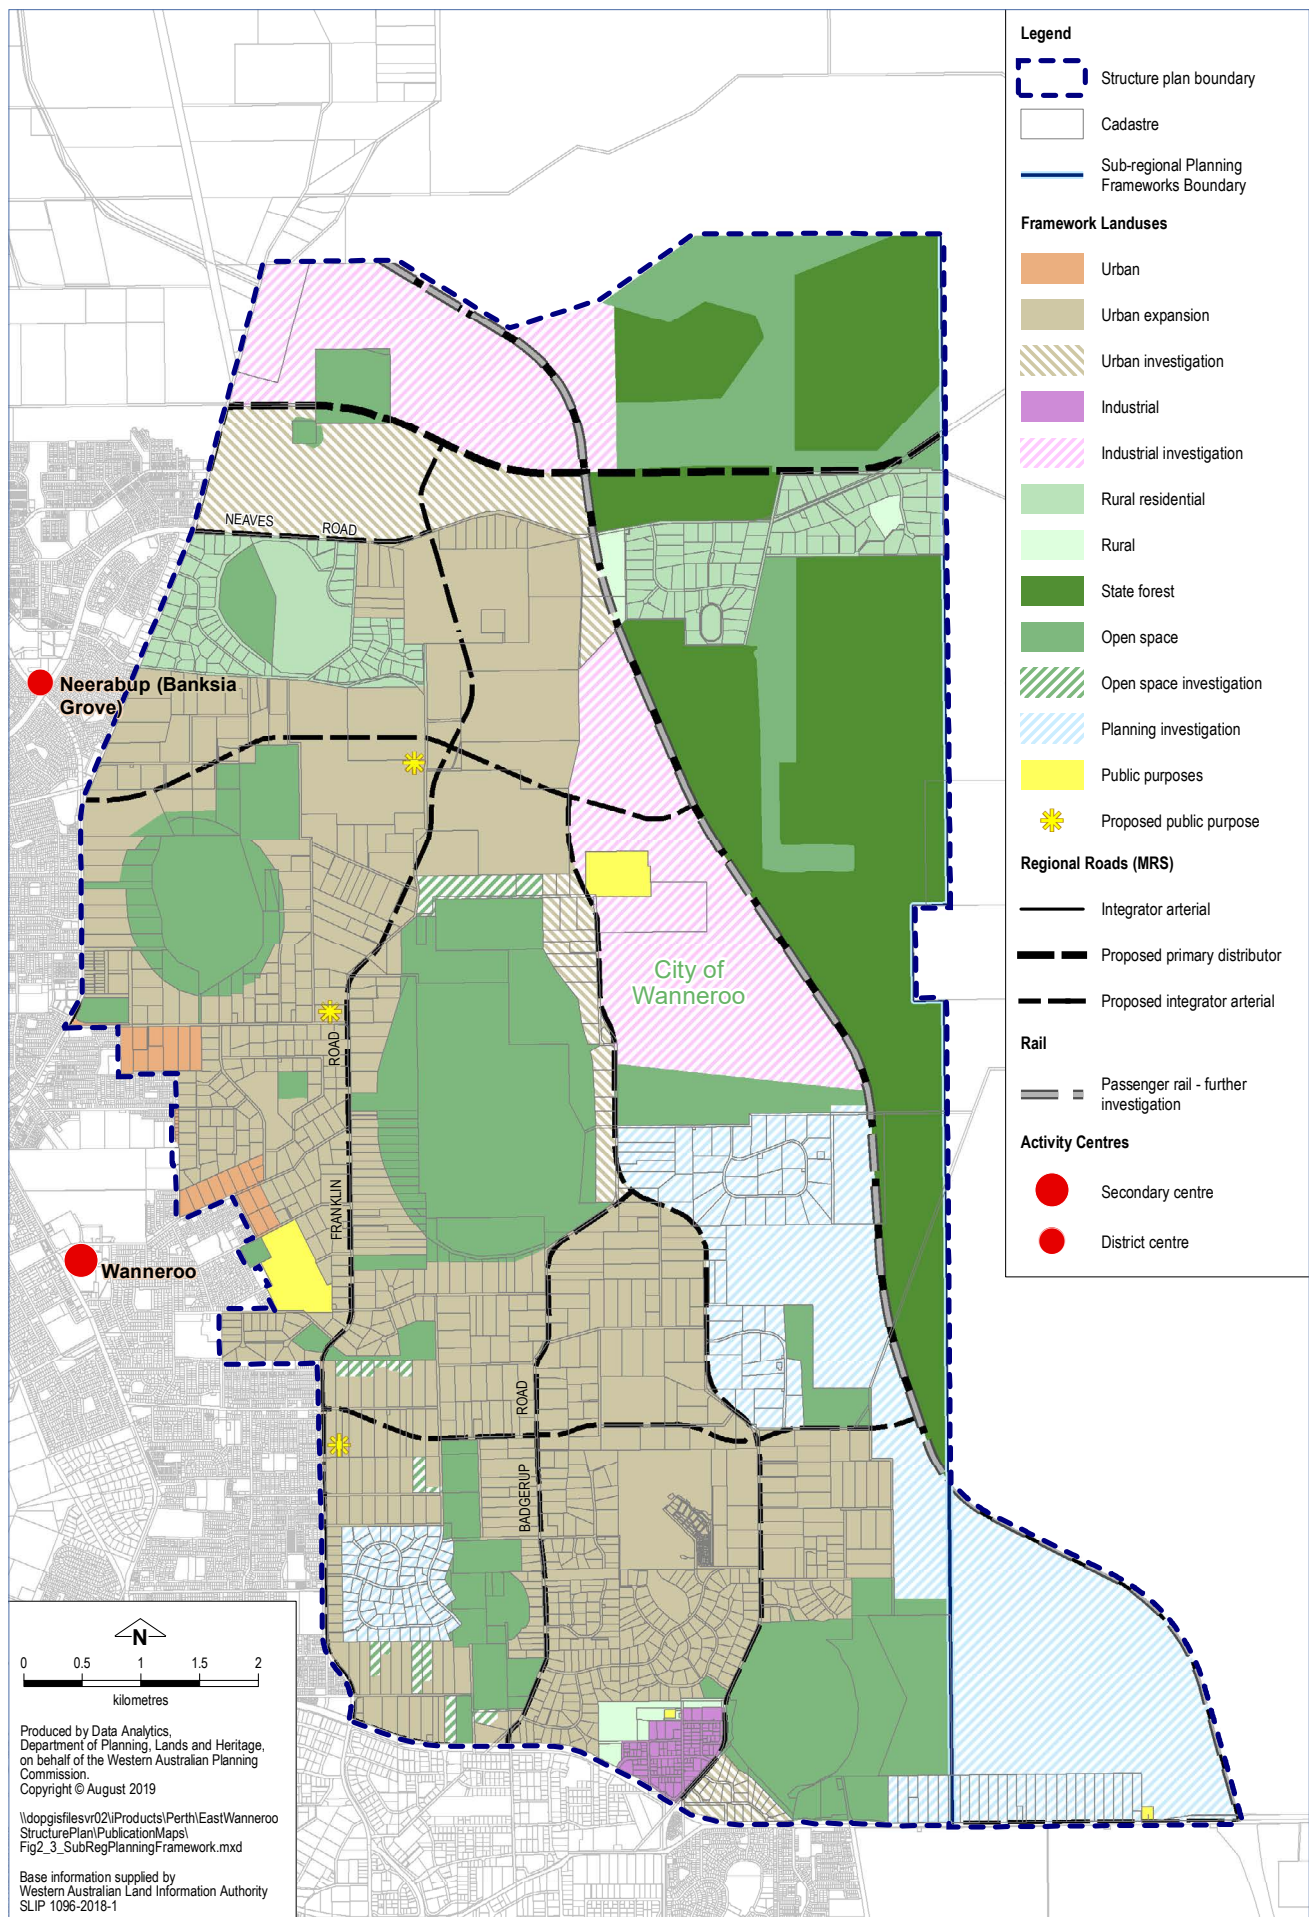 Legend
Structure plan boundary
Cadastre
Sub-regional Planning
Frameworks Boundary
Framework Landuses
Urban
Urban expansion
Urban investigation
Industrial
Industrial investigation
Rural residential
Rural
State forest
Open space
Open space investigation
Planning investigation
Public purposes
Proposed public purpose
Regional Roads (MRS)
Integrator arterial
Proposed primary distributor
Proposed integrator arterial
Rail
Passenger rail - further
investigation
Activity Centres
Secondary centre
District centre
NEAVES ROAD
Neerabup (Banksia
Grove)
City of
Wanneroo
FRANKLIN ROAD
Wanneroo
BADGERUP ROAD
N
0 0.5 1 1.5 2
kilometres
Produced by Data Analytics,
Department of Planning, Lands and Heritage,
on behalf of the Western Australian Planning
Commission.
Copyright © August 2019
\\dopgisfilesvr02\iProducts\Perth\EastWanneroo
StructurePlan\PublicationMaps\
Fig2_3_SubRegPlanningFramework.mxd
Base information supplied by
Western Australian Land Information Authority
SLIP 1096-2018-1